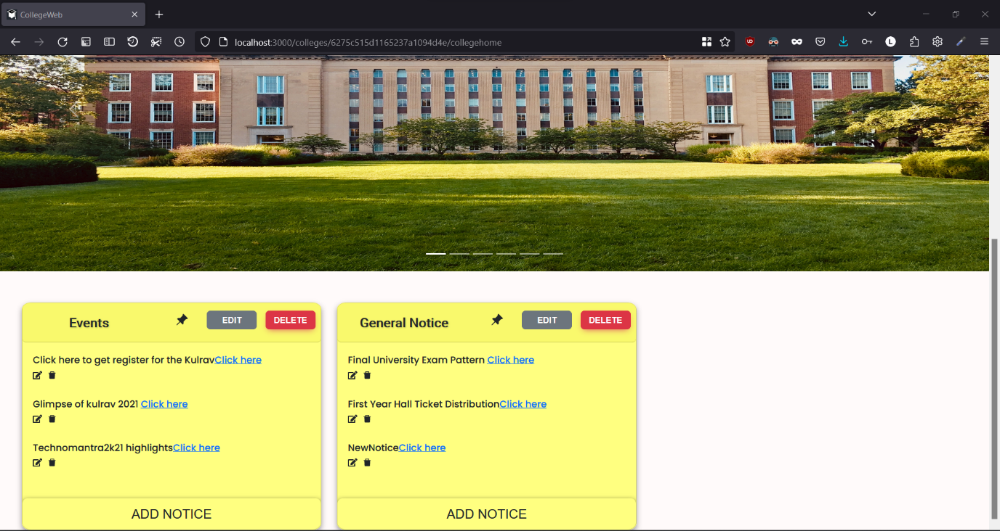 CollegeWeb
localhost:3000/colleges/6275c515d1165237a1094d4e/collegehome
Events
EDIT
DELETE
Click here to get register for the KulravClick here
Glimpse of kulrav 2021 Click here
Technomantra2k21 highlightsClick here
ADD NOTICE
General Notice
EDIT
DELETE
Final University Exam Pattern Click here
First Year Hall Ticket DistributionClick here
NewNoticeClick here
ADD NOTICE